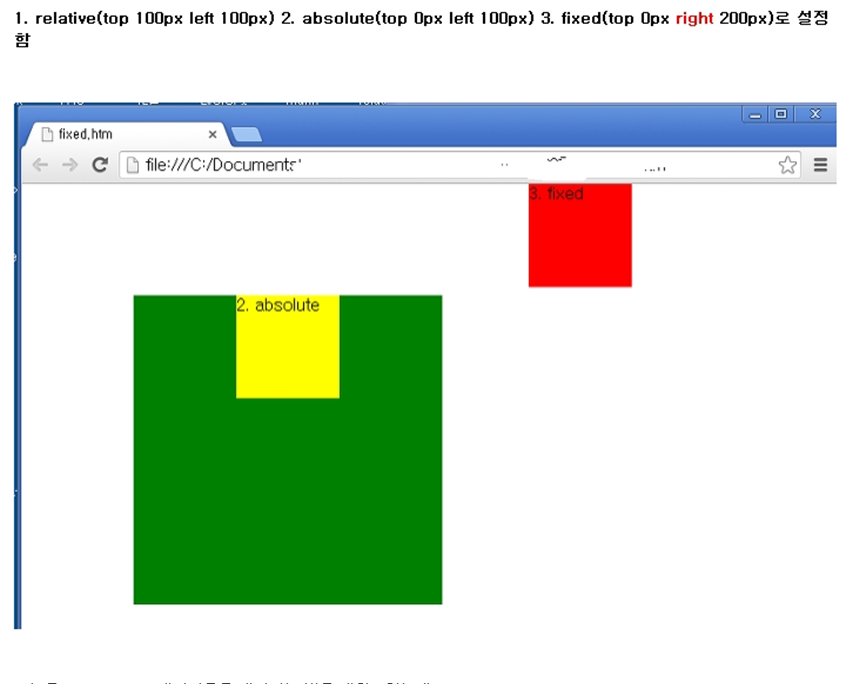 1. relative(top 100px left 100px) 2. absolute(top 0px left 100px) 3. fixed(top 0px right 200px)로 설정
함
fixed.htm
file:///C:/Documents
3. fixed
2. absolute